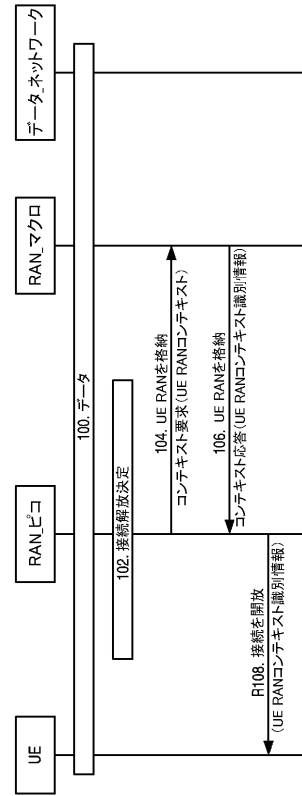 UE
RAN_ピコ
RAN_マクロ
データ_ネットワーク
100. データ
102. 接続解放決定
104. UE RANを格納
コンテキスト要求(UE RANコンテキスト)
106. UE RANを格納
コンテキスト応答(UE RANコンテキスト識別情報)
R108. 接続を開放
(UE RANコンテキスト識別情報)